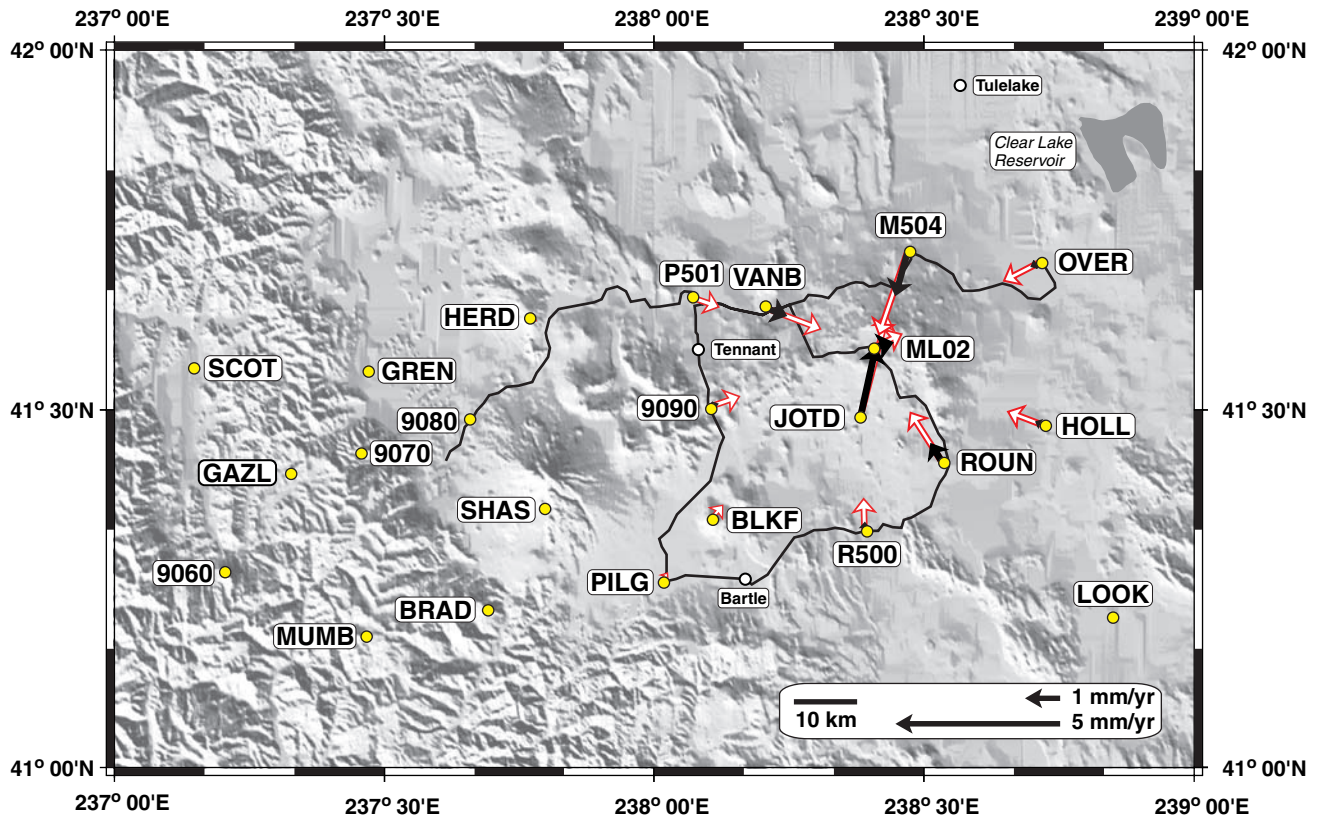 237° 00'E
237° 30'E
238° 00'E
238° 30'E
239° 00'E
42° 00'N
42° 00'N
Tulelake
Clear Lake
Reservoir
M504
OVER
P501
VANB
HERD
ML02
Tennant
SCOT
GREN
41° 30'N
9080
9090
JOTD
HOLL
41° 30'N
9070
GAZL
ROUN
SHAS
BLKF
R500
9060
PILG
Bartle
LOOK
BRAD
MUMB
10 km
1 mm/yr
5 mm/yr
41° 00'N
41° 00'N
237° 00'E
237° 30'E
238° 00'E
238° 30'E
239° 00'E